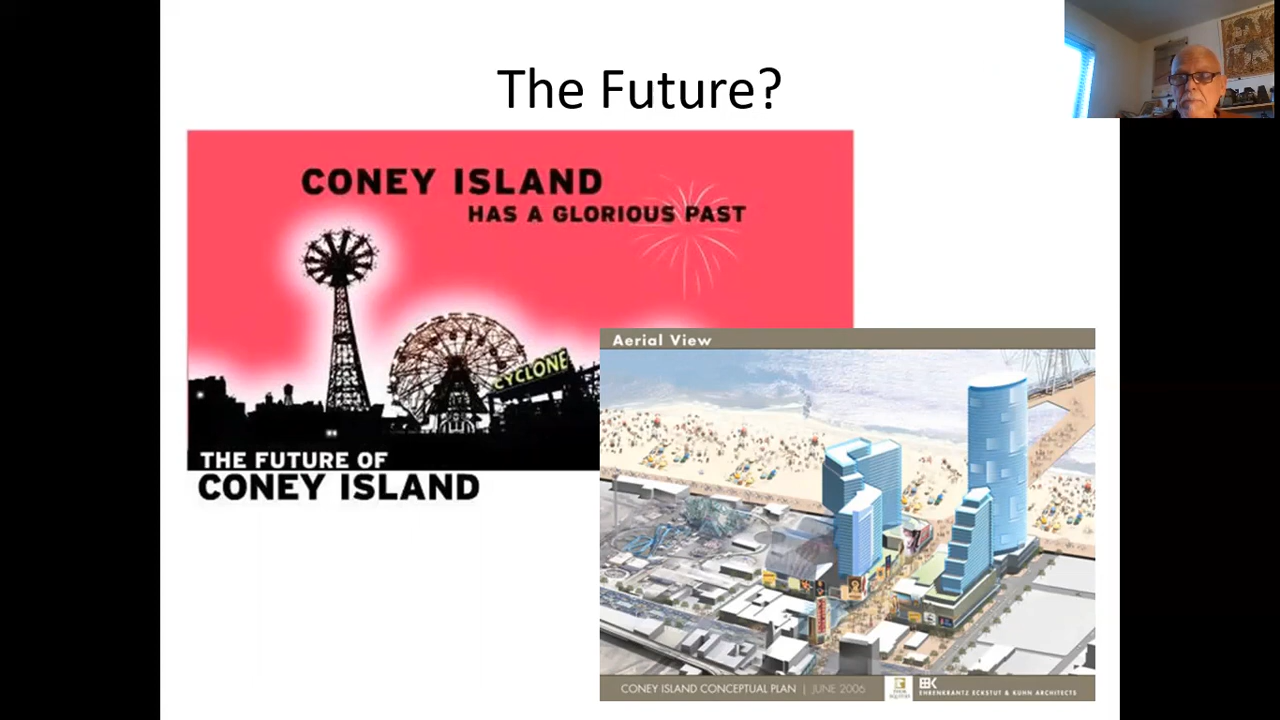 The Future?
CONEY ISLAND
HAS A GLORIOUS PAST
CYCLONE
THE FUTURE OF
CONEY ISLAND
Aerial View
CONEY ISLAND CONCEPTUAL PLAN | JUNE 2006
EEK
EHRENKRANTZ ECKSTUT & KUHN ARCHITECTS